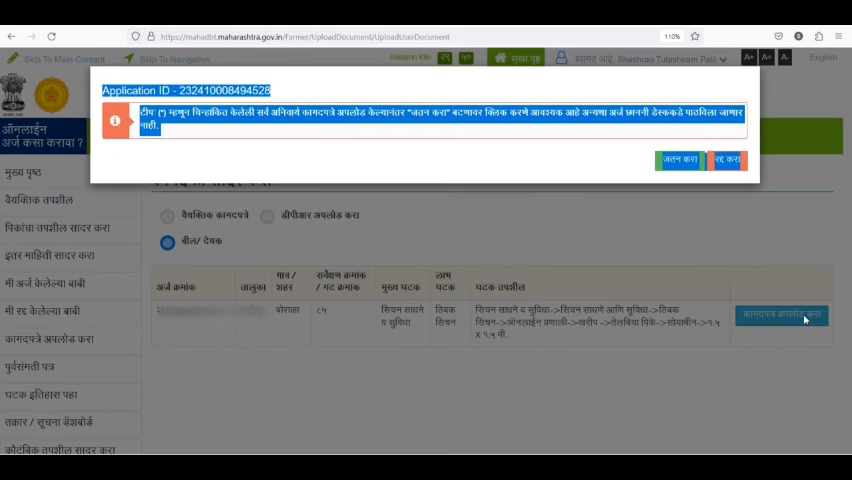 https://mahadbt.maharashtra.gov.in/Farmer/UploadDocument/UploadUserDocument
110%
Skip To Main Content
Skip To Navigation
Session Idle
मुख्य पृष्ठ
स्वागत आहे, Sheshrao Tulashiram Patil
A+ A= A-
English
Application ID - 232410008494528
टीपः (*) म्हणून चिन्हांकित केलेली सर्व अनिवार्य कागदपत्रे अपलोड केल्यानंतर "जतन करा" बटणावर क्लिक करणे आवश्यक आहे अन्यथा अर्ज छाननी डेस्ककडे पाठविला जाणार
नाही.
जतन करा
रद्द करा
ऑनलाईन
अर्ज कसा करावा ?
मुख्य पृष्ठ
वैयक्तिक तपशील
पिकांचा तपशील सादर करा
इतर माहिती सादर करा
मी अर्ज केलेल्या बाबी
मी रद्द केलेल्या बाबी
कागदपत्रे अपलोड करा
पुर्वसंमती पत्र
घटक इतिहास पहा
तक्रार / सूचना डॅशबोर्ड
कौटुंबिक तपशील सादर करा
वैयक्तिक कागदपत्रे
डीपीआर अपलोड करा
बील/ देयक
अर्ज क्रमांक
तालुका
गाव /
शहर
सर्वेक्षण क्रमांक
/ गट क्रमांक
मुख्य घटक
लाभ
घटक
घटक तपशील
बोराळा
८५
सिंचन साधने
व सुविधा
ठिबक
सिंचन
सिंचन साधने व सुविधा->सिंचन साधणे आणि सुविधा->ठिबक
सिंचन->ऑनलाईन प्रणाली->खरीप->तेलबिया पिके->सोयाबीन->१.५
X १.५ मी.
कागदपत्र अपलोड करा